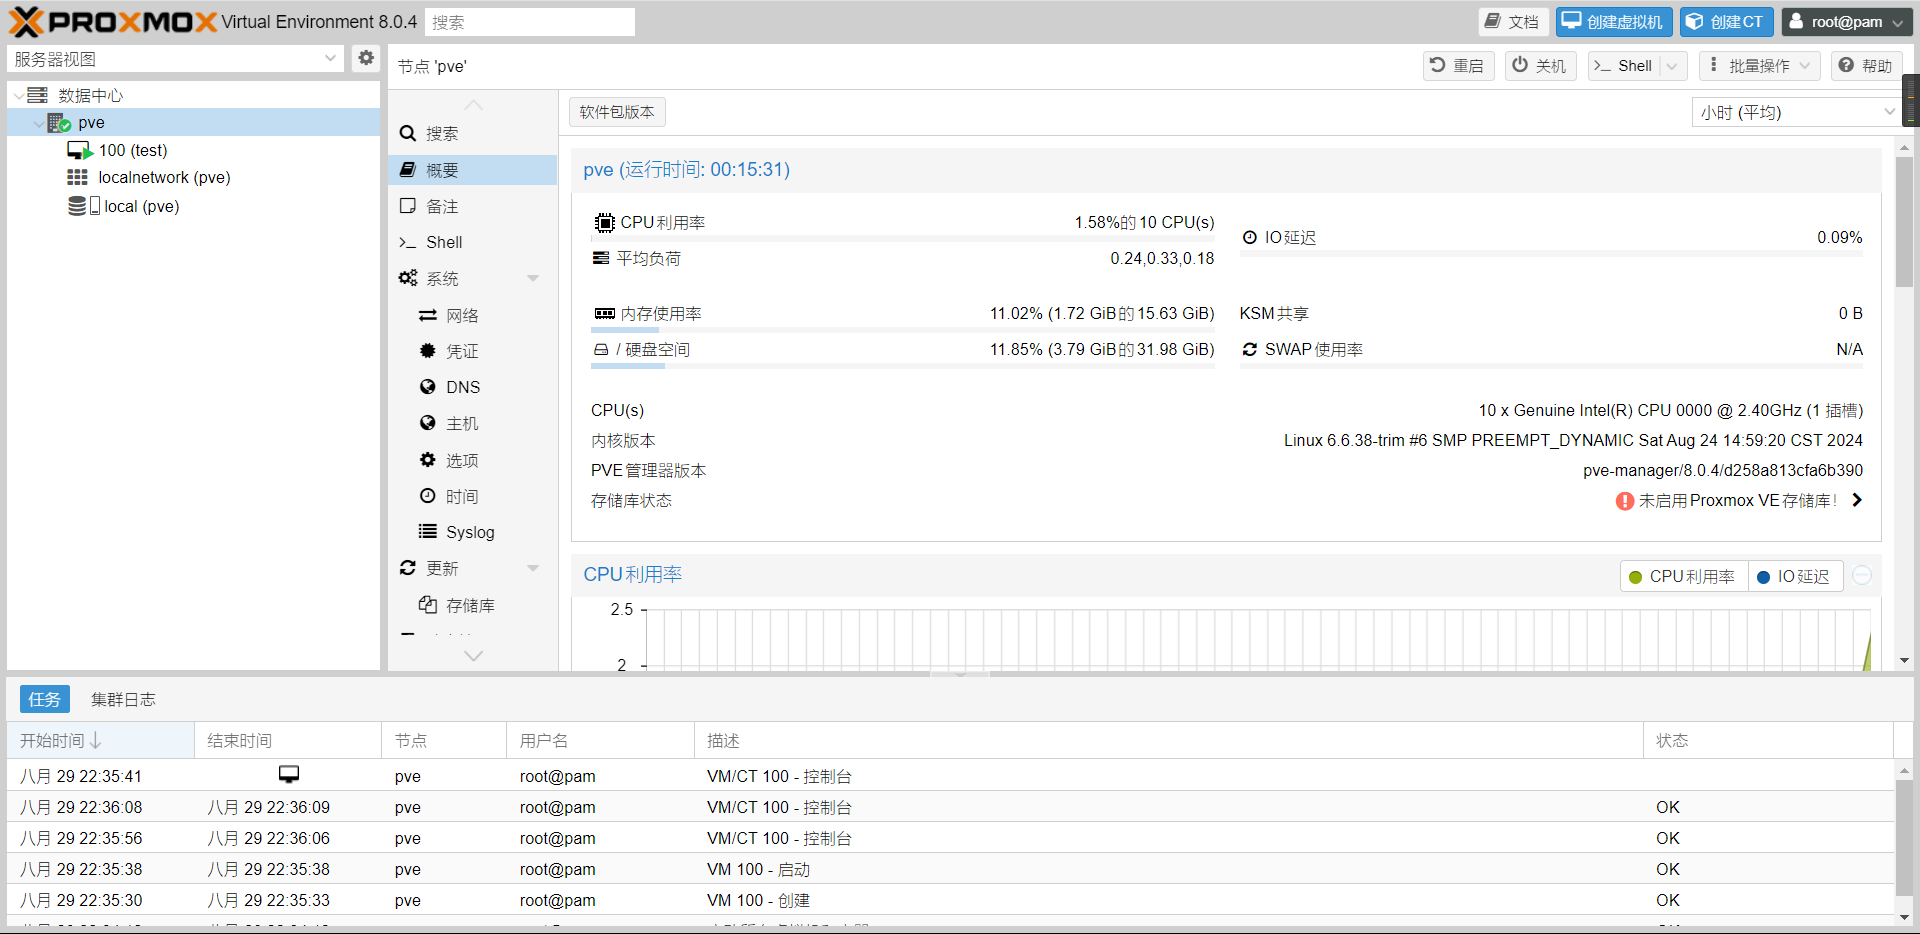 PROXMOX Virtual Environment 8.0.4 搜索 文档 创建虚拟机 创建CT root@pam
服务器视图
数据中心
pve
100 (test)
localnetwork (pve)
local (pve)
节点 'pve' 重启 关机 >_ Shell 批量操作 帮助
搜索
概要
备注
>_ Shell
系统
网络
凭证
DNS
主机
选项
时间
Syslog
更新
存储库
软件包版本 小时 (平均)
pve (运行时间: 00:15:31)
CPU利用率 1.58%的10 CPU(s)
IO延迟 0.09%
平均负荷 0.24,0.33,0.18
内存使用率 11.02% (1.72 GiB的15.63 GiB) KSM共享 0 B
/ 硬盘空间 11.85% (3.79 GiB的31.98 GiB) SWAP使用率 N/A
CPU(s) 10 x Genuine Intel(R) CPU 0000 @ 2.40GHz (1 插槽)
内核版本 Linux 6.6.38-trim #6 SMP PREEMPT_DYNAMIC Sat Aug 24 14:59:20 CST 2024
PVE管理器版本 pve-manager/8.0.4/d258a813cfa6b390
存储库状态 未启用Proxmox VE存储库!
CPU利用率 CPU利用率 IO延迟
2.5
2
任务 集群日志
开始时间 结束时间 节点 用户名 描述 状态
八月 29 22:35:41 pve root@pam VM/CT 100 - 控制台
八月 29 22:36:08 八月 29 22:36:09 pve root@pam VM/CT 100 - 控制台 OK
八月 29 22:35:56 八月 29 22:36:06 pve root@pam VM/CT 100 - 控制台 OK
八月 29 22:35:38 八月 29 22:35:38 pve root@pam VM 100 - 启动 OK
八月 29 22:35:30 八月 29 22:35:33 pve root@pam VM 100 - 创建 OK